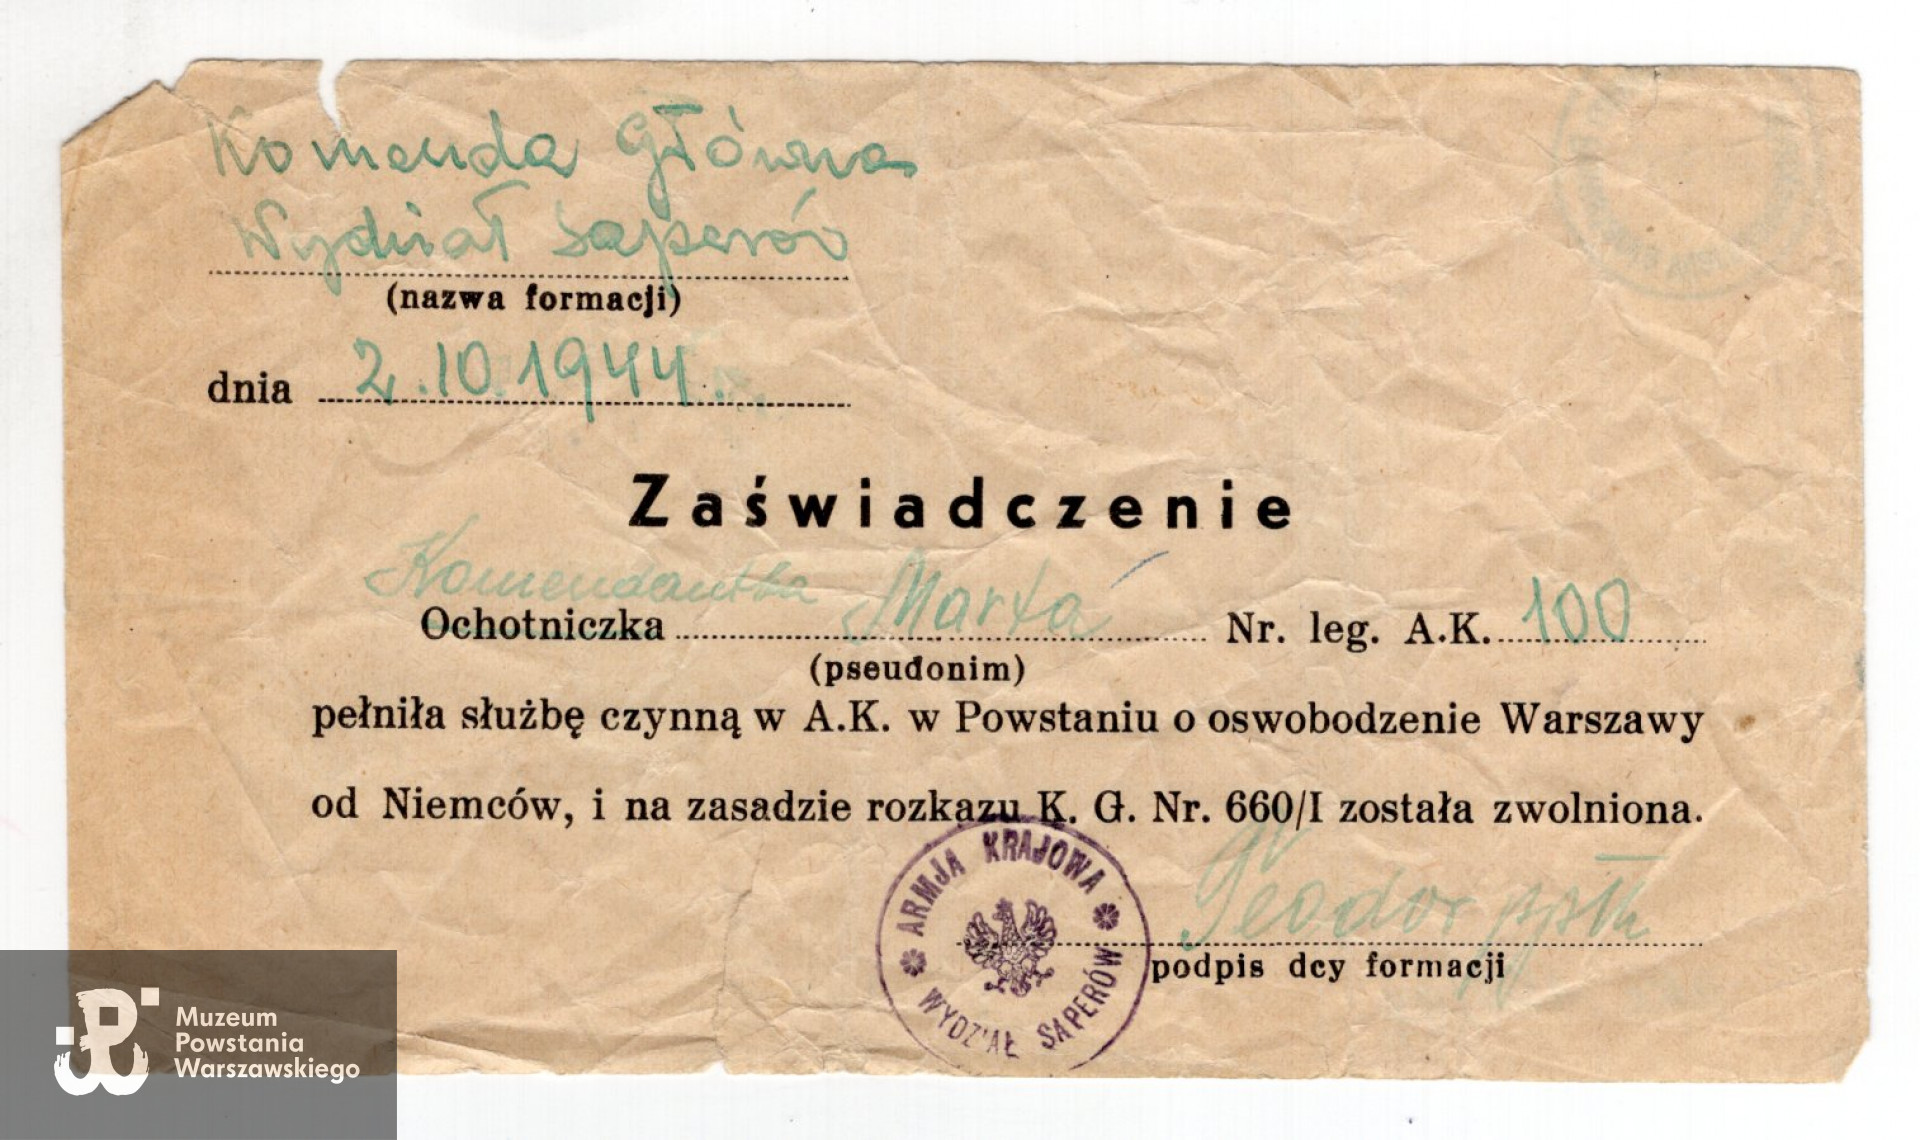 Komenda Główna
Wydział Saperów
(nazwa formacji)
dnia 2.10.1944.
Zaświadczenie
Komendantka
Ochotniczka "Marta" Nr. leg. A.K. 100
(pseudonim)
pełniła służbę czynną w A.K. w Powstaniu o oswobodzenie Warszawy
od Niemców, i na zasadzie rozkazu K. G. Nr. 660/I została zwolniona.
Teodor ppłk
podpis dcy formacji
ARMJA KRAJOWA
WYDZIAŁ SAPERÓW
Muzeum
Powstania
Warszawskiego